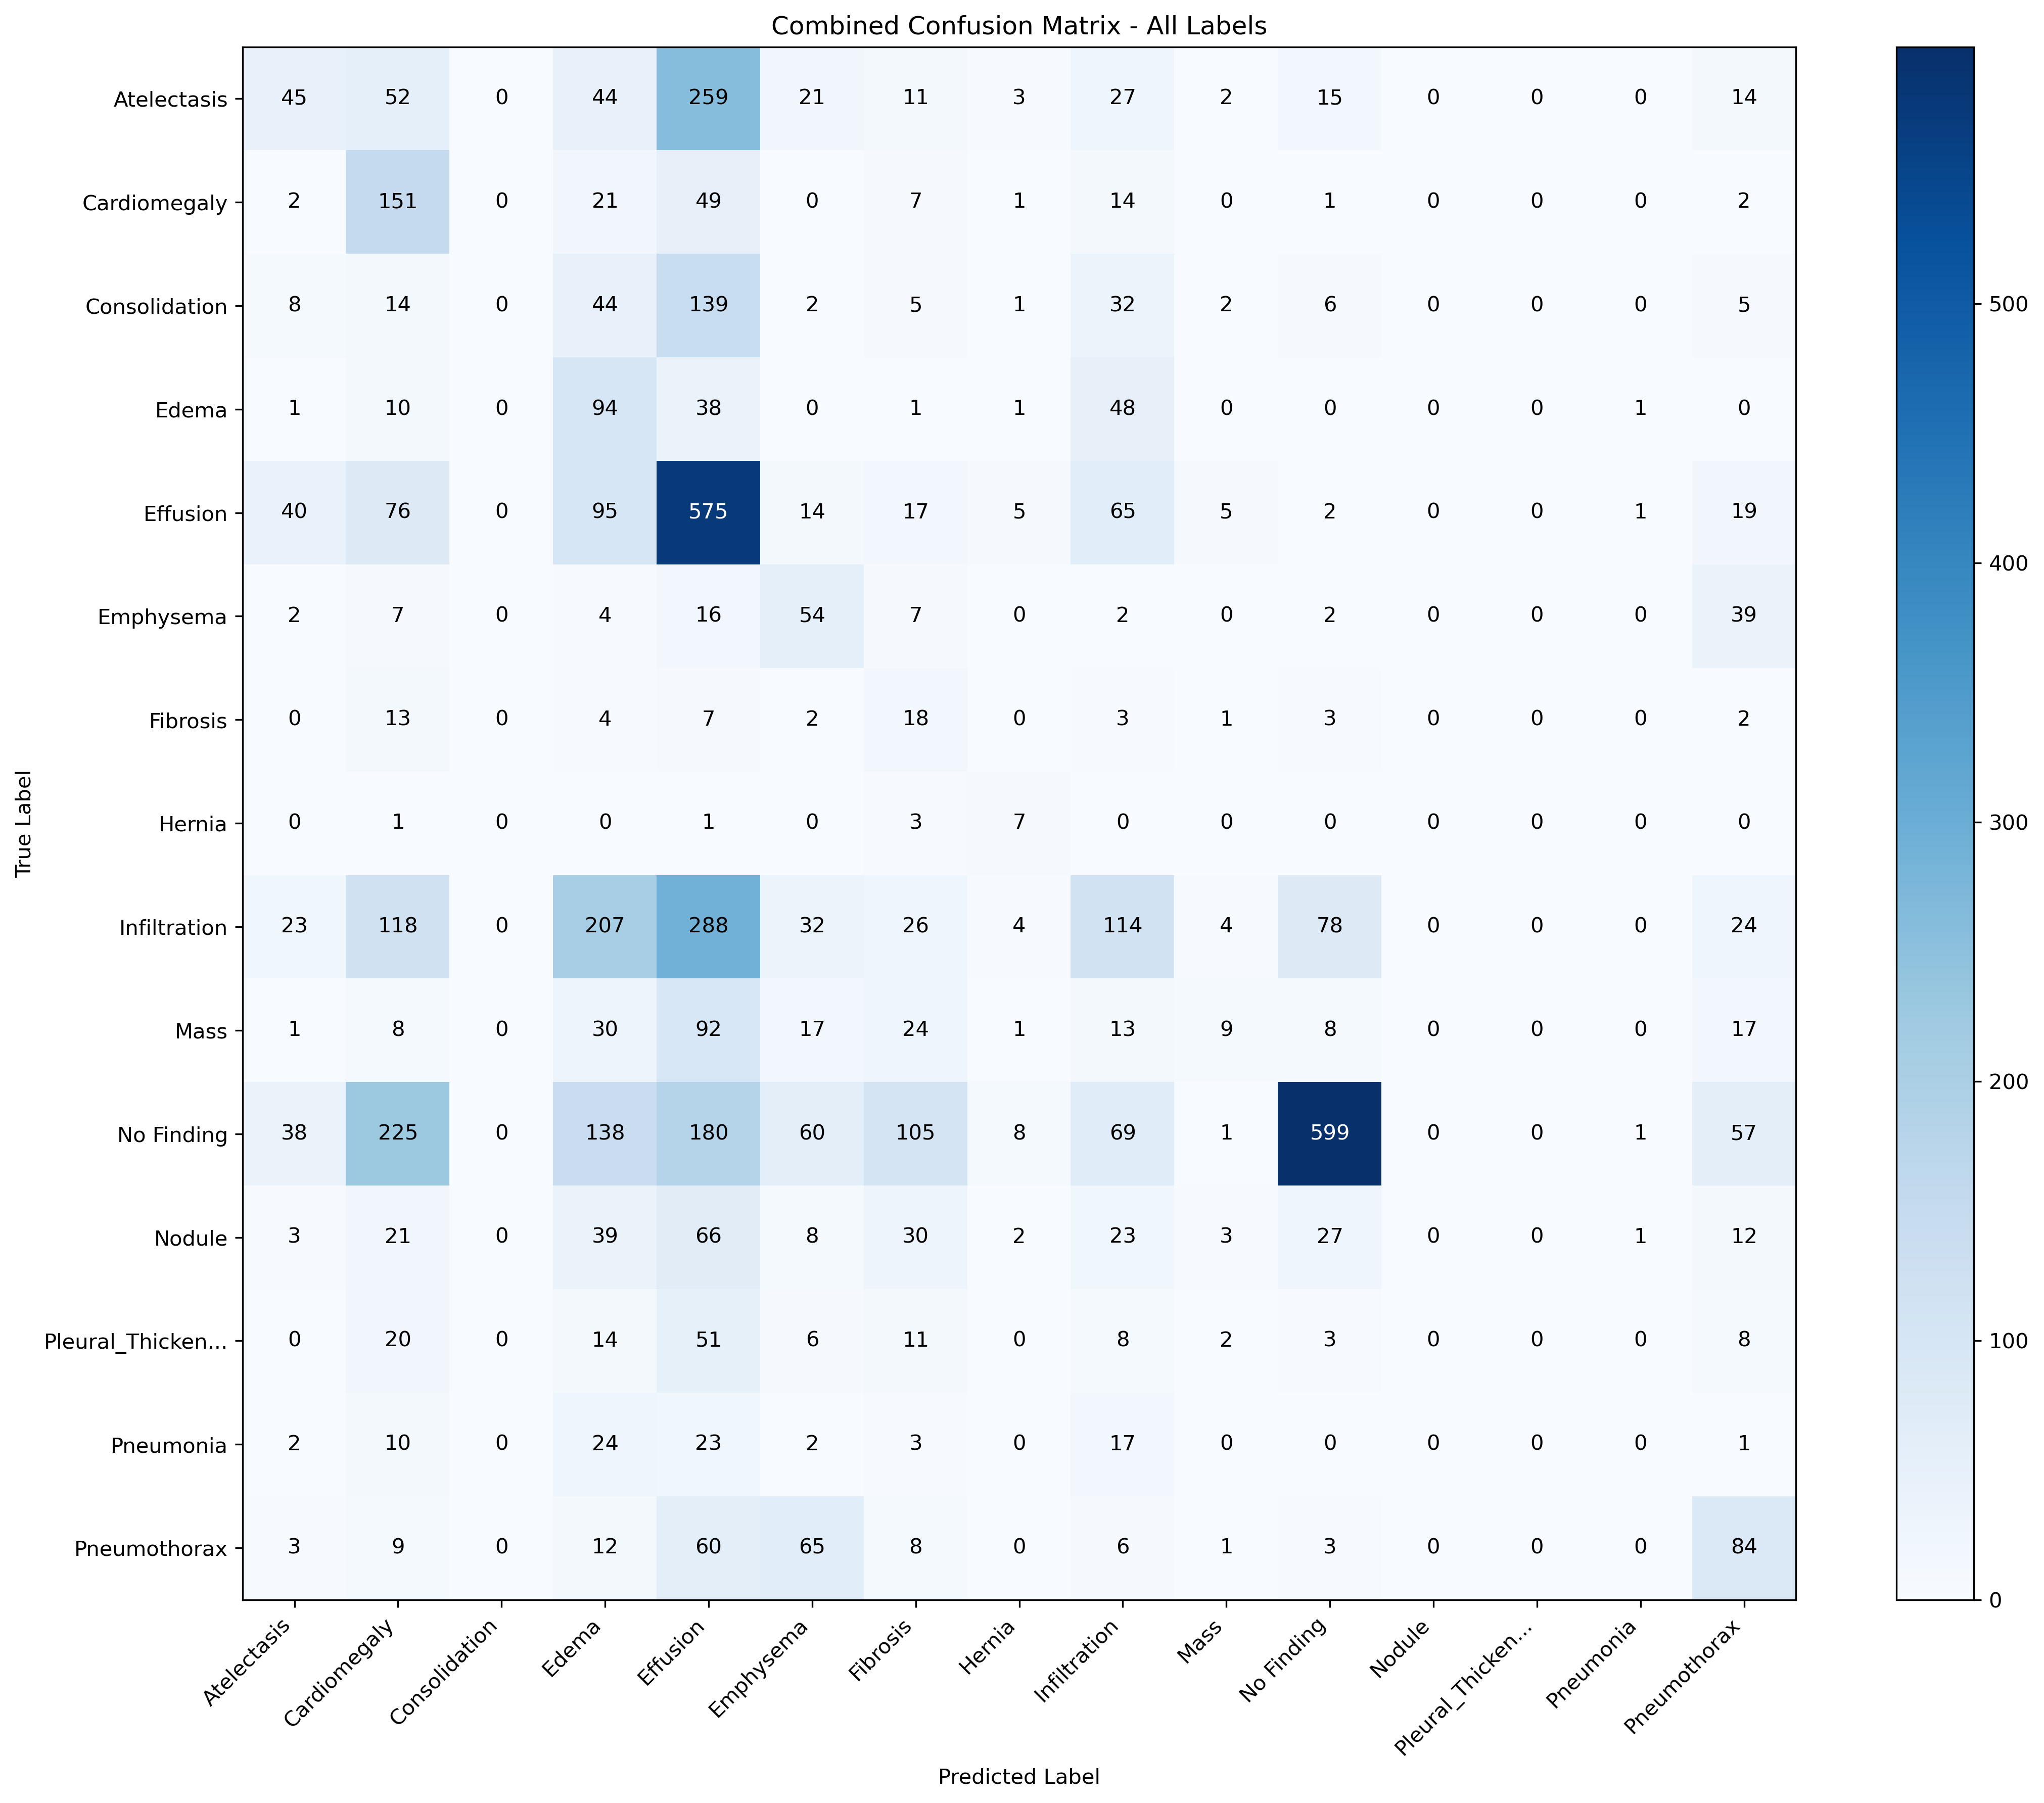 Combined Confusion Matrix - All Labels
True Label
Atelectasis 45 52 0 44 259 21 11 3 27 2 15 0 0 0 14
Cardiomegaly 2 151 0 21 49 0 7 1 14 0 1 0 0 0 2
Consolidation 8 14 0 44 139 2 5 1 32 2 6 0 0 0 5
Edema 1 10 0 94 38 0 1 1 48 0 0 0 0 1 0
Effusion 40 76 0 95 575 14 17 5 65 5 2 0 0 1 19
Emphysema 2 7 0 4 16 54 7 0 2 0 2 0 0 0 39
Fibrosis 0 13 0 4 7 2 18 0 3 1 3 0 0 0 2
Hernia 0 1 0 0 1 0 3 7 0 0 0 0 0 0 0
Infiltration 23 118 0 207 288 32 26 4 114 4 78 0 0 0 24
Mass 1 8 0 30 92 17 24 1 13 9 8 0 0 0 17
No Finding 38 225 0 138 180 60 105 8 69 1 599 0 0 1 57
Nodule 3 21 0 39 66 8 30 2 23 3 27 0 0 1 12
Pleural_Thicken... 0 20 0 14 51 6 11 0 8 2 3 0 0 0 8
Pneumonia 2 10 0 24 23 2 3 0 17 0 0 0 0 0 1
Pneumothorax 3 9 0 12 60 65 8 0 6 1 3 0 0 0 84
Atelectasis Cardiomegaly Consolidation Edema Effusion Emphysema Fibrosis Hernia Infiltration Mass No Finding Nodule Pleural_Thicken... Pneumonia Pneumothorax
Predicted Label
500
400
300
200
100
0